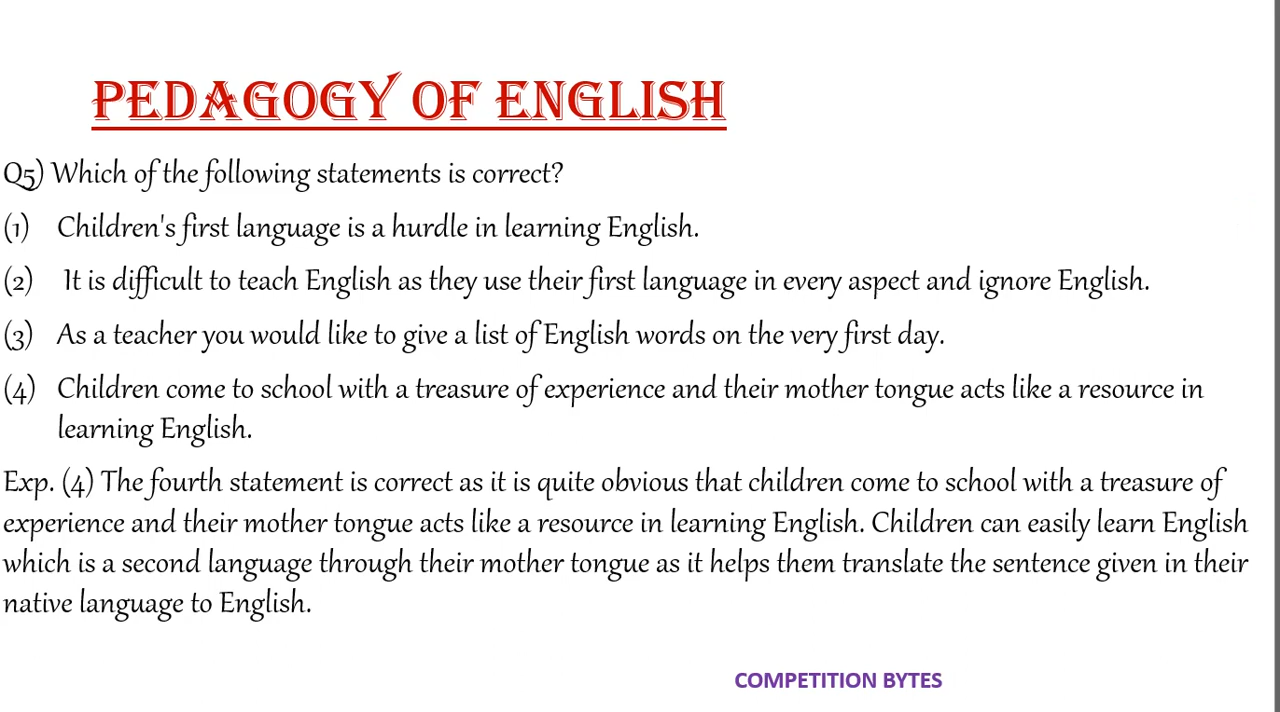 PEDAGOGY OF ENGLISH
Q5) Which of the following statements is correct?
(1) Children's first language is a hurdle in learning English.
(2) It is difficult to teach English as they use their first language in every aspect and ignore English.
(3) As a teacher you would like to give a list of English words on the very first day.
(4) Children come to school with a treasure of experience and their mother tongue acts like a resource in
learning English.
Exp. (4) The fourth statement is correct as it is quite obvious that children come to school with a treasure of
experience and their mother tongue acts like a resource in learning English. Children can easily learn English
which is a second language through their mother tongue as it helps them translate the sentence given in their
native language to English.
COMPETITION BYTES